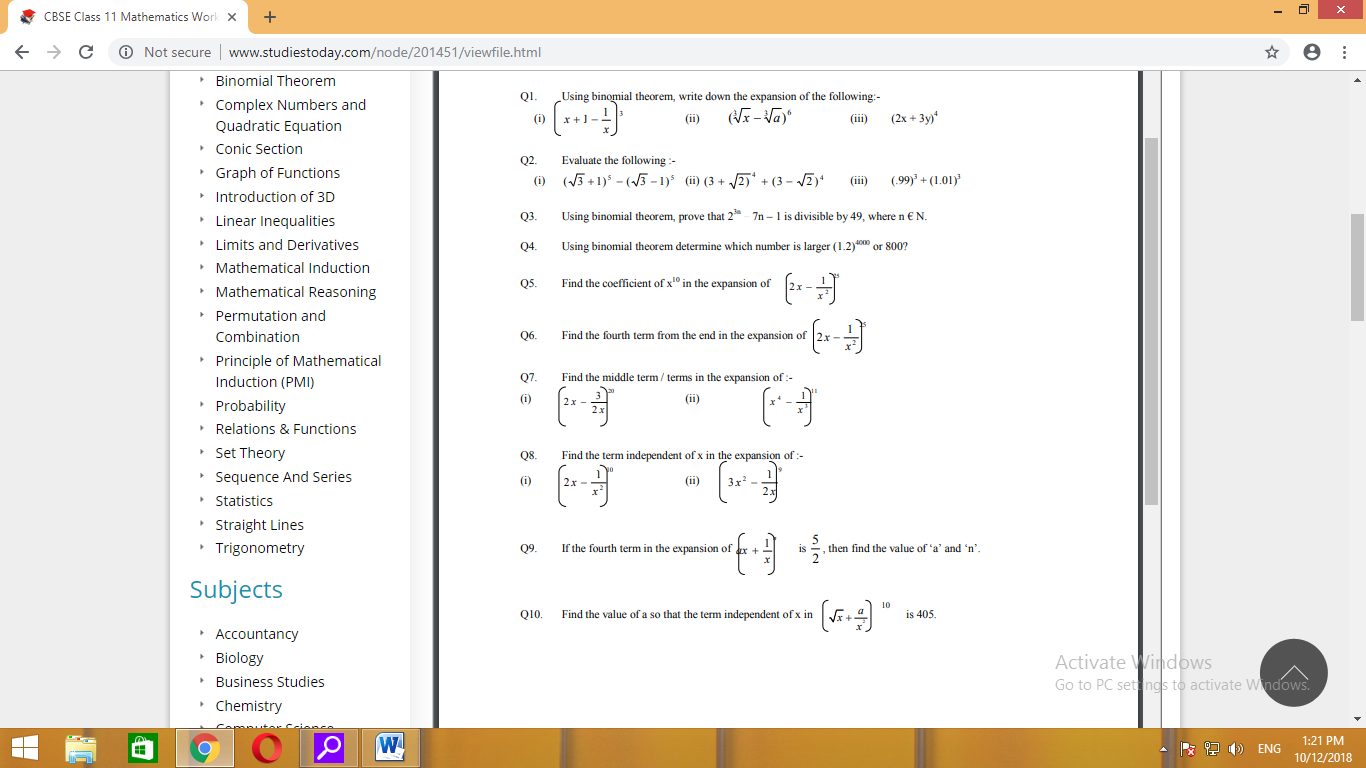 CBSE Class 11 Mathematics Work
Not secure | www.studiestoday.com/node/201451/viewfile.html
Binomial Theorem
Complex Numbers and
Quadratic Equation
Conic Section
Graph of Functions
Introduction of 3D
Linear Inequalities
Limits and Derivatives
Mathematical Induction
Mathematical Reasoning
Permutation and
Combination
Principle of Mathematical
Induction (PMI)
Probability
Relations & Functions
Set Theory
Sequence And Series
Statistics
Straight Lines
Trigonometry
Subjects
Accountancy
Biology
Business Studies
Chemistry
Computer Science
Q1. Using binomial theorem, write down the expansion of the following:-
(i) (x + 1 – 1/x)³ (ii) (∛x – ∛a)⁶ (iii) (2x + 3y)⁴
Q2. Evaluate the following :-
(i) (√3 + 1)⁵ – (√3 – 1)⁵ (ii) (3 + √2)⁴ + (3 – √2)⁴ (iii) (.99)³ + (1.01)³
Q3. Using binomial theorem, prove that 2³ⁿ – 7n – 1 is divisible by 49, where n € N.
Q4. Using binomial theorem determine which number is larger (1.2)⁴⁰⁰⁰ or 800?
Q5. Find the coefficient of x¹⁰ in the expansion of (2x – 1/x²)²⁵
Q6. Find the fourth term from the end in the expansion of (2x – 1/x²)²⁵
Q7. Find the middle term / terms in the expansion of :-
(i) (2x – 3/2x)²⁰ (ii) (x⁴ – 1/x³)¹¹
Q8. Find the term independent of x in the expansion of :-
(i) (2x – 1/x²)¹⁰ (ii) (3x² – 1/2x)⁹
Q9. If the fourth term in the expansion of (ax + 1/x) is 5/2, then find the value of ‘a’ and ‘n’.
Q10. Find the value of a so that the term independent of x in (√x + a/x²)¹⁰ is 405.
Activate Windows
Go to PC settings to activate Windows.
ENG
1:21 PM
10/12/2018